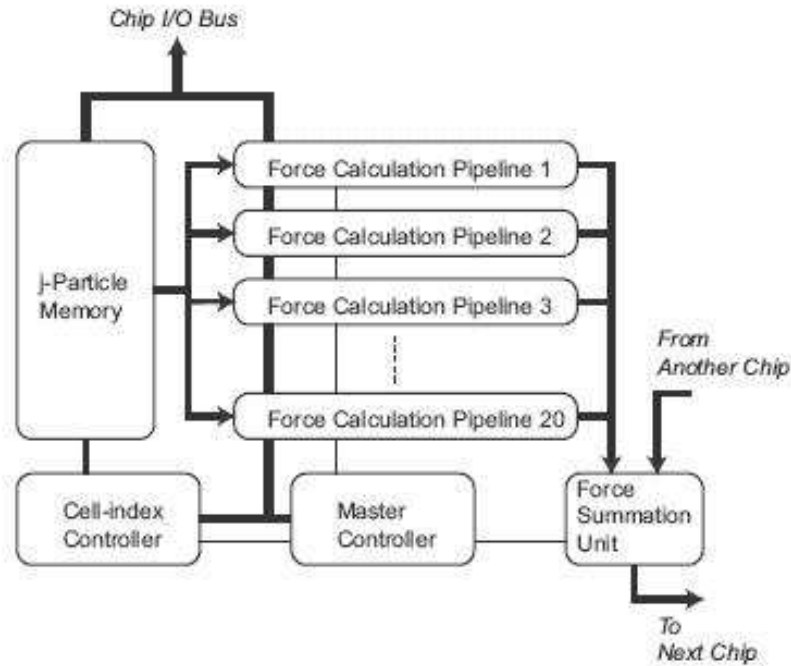 Chip I/O Bus
Force Calculation Pipeline 1
Force Calculation Pipeline 2
j-Particle
Memory
Force Calculation Pipeline 3
From
Another Chip
Force Calculation Pipeline 20
Cell-index
Controller
Master
Controller
Force
Summation
Unit
To
Next Chip